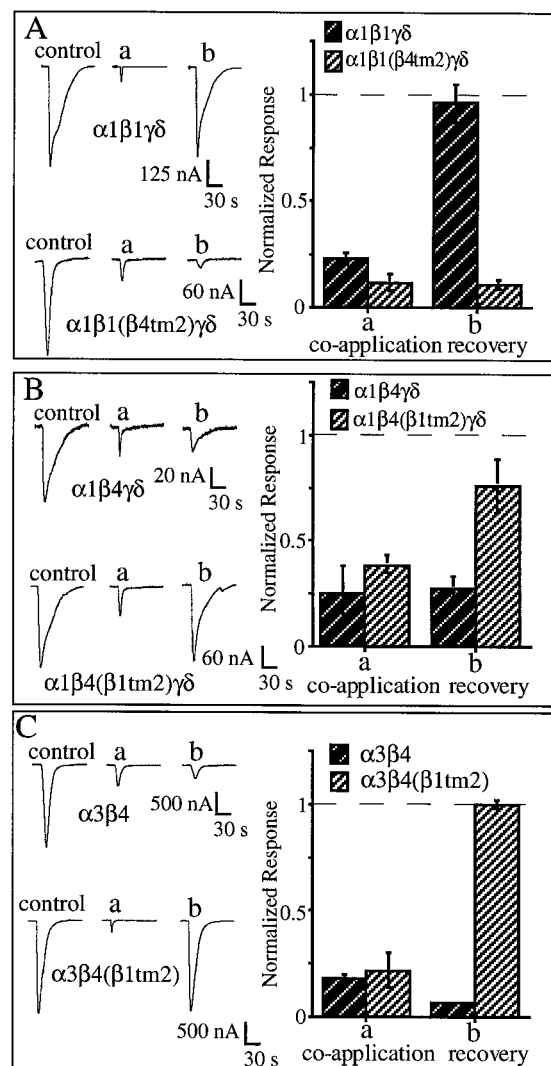 A
control a b
α1β1γδ
125 nA
30 s
control a b
60 nA
30 s
α1β1(β4tm2)γδ
α1β1γδ
α1β1(β4tm2)γδ
Normalized Response
1
0.5
0
a b
co-application recovery
B
control a b
α1β4γδ
20 nA
30 s
control a b
60 nA
30 s
α1β4(β1tm2)γδ
α1β4γδ
α1β4(β1tm2)γδ
Normalized Response
1
0.5
0
a b
co-application recovery
C
control a b
α3β4
500 nA
30 s
control a b
α3β4(β1tm2)
500 nA
30 s
α3β4
α3β4(β1tm2)
Normalized Response
1
0.5
0
a b
co-application recovery